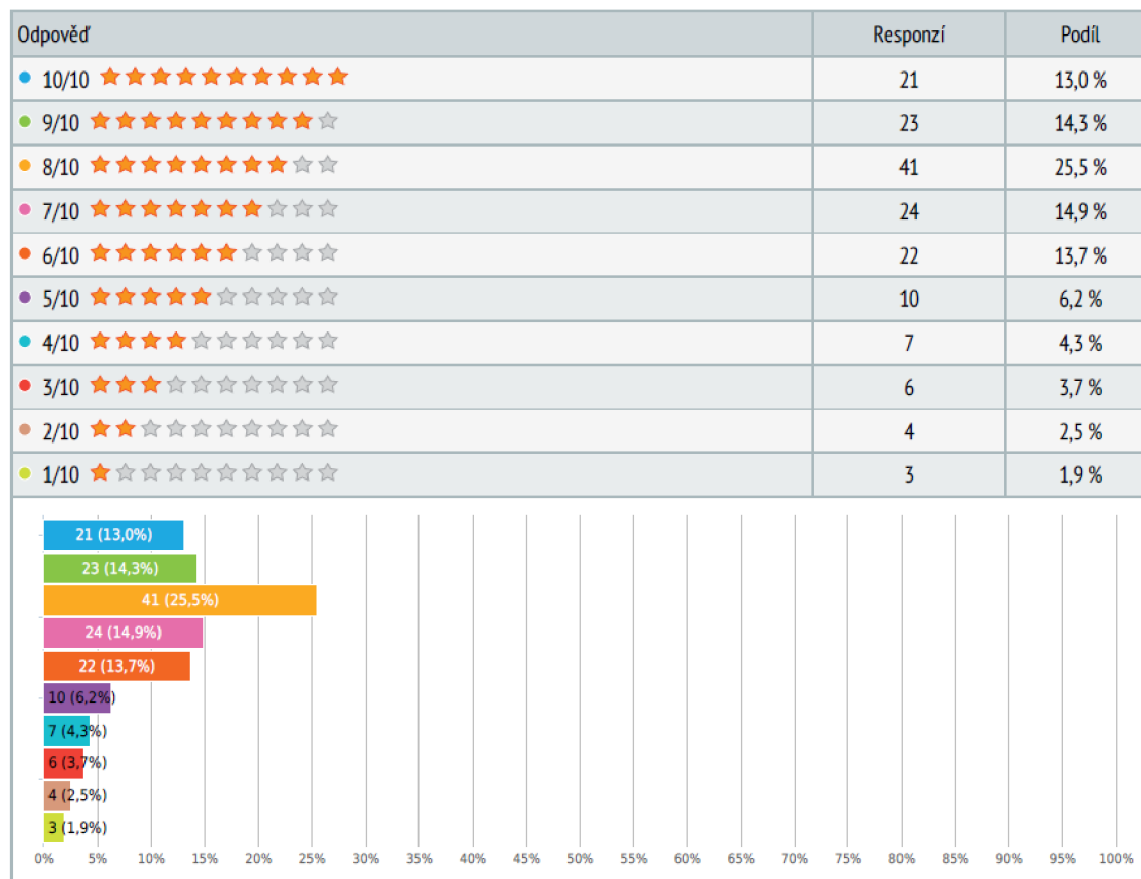 Odpověď Responzí Podíl
10/10 21 13,0 %
9/10 23 14,3 %
8/10 41 25,5 %
7/10 24 14,9 %
6/10 22 13,7 %
5/10 10 6,2 %
4/10 7 4,3 %
3/10 6 3,7 %
2/10 4 2,5 %
1/10 3 1,9 %
21 (13,0%)
23 (14,3%)
41 (25,5%)
24 (14,9%)
22 (13,7%)
10 (6,2%)
7 (4,3%)
6 (3,7%)
4 (2,5%)
3 (1,9%)
0% 5% 10% 15% 20% 25% 30% 35% 40% 45% 50% 55% 60% 65% 70% 75% 80% 85% 90% 95% 100%